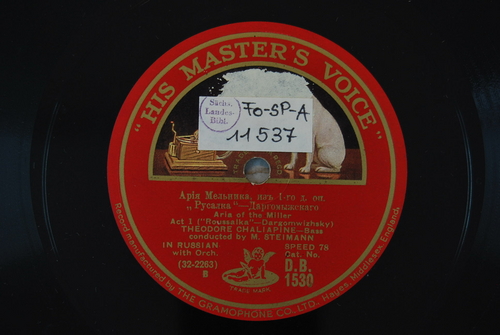 "HIS MASTER'S VOICE"
Sächs.
Landes-
Bibl.
Fo-SP-A
11537
Арія Мельника, изъ 1-го д. оп.
„Русалка“—Даргомыжскаго
Aria of the Miller
Act 1 ("Roussalka"—Dargomwizhsky)
THEODORE CHALIAPINE—Bass
conducted by M. STEIMANN
IN RUSSIAN
with Orch.
(32-2263)
B
SPEED 78
Cat. No.
D.B.
1530
TRADE MARK
Record manufactured by THE GRAMOPHONE CO., LTD., Hayes, Middlesex, England.